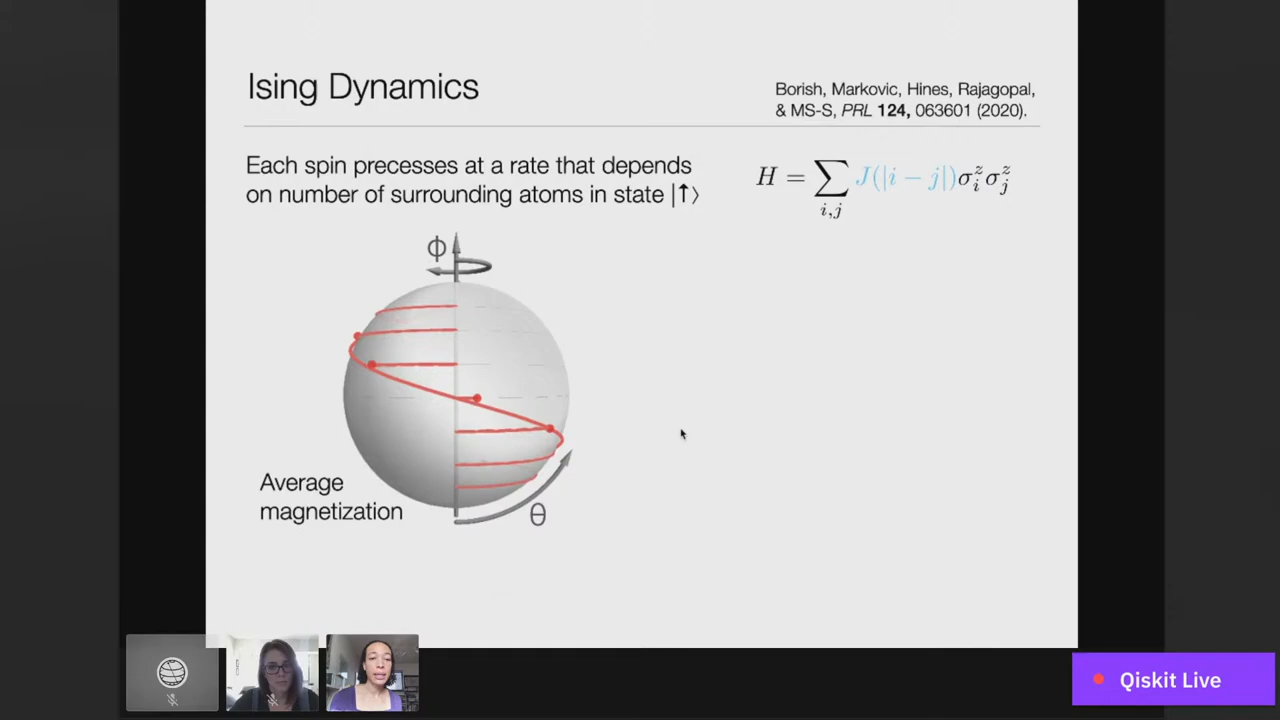 Ising Dynamics
Borish, Markovic, Hines, Rajagopal,
& MS-S, PRL 124, 063601 (2020).
Each spin precesses at a rate that depends
on number of surrounding atoms in state |↑⟩
H = ∑_{i,j} J(|i − j|)σ_i^z σ_j^z
ϕ
θ
Average
magnetization
Qiskit Live